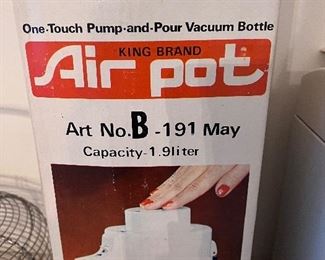 One-Touch Pump-and-Pour Vacuum Bottle
KING BRAND
Air pot
Art No.B-191 May
Capacity-1.9liter